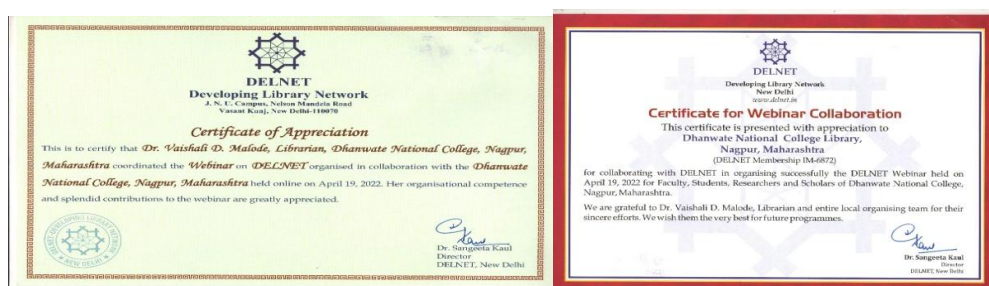 DELNET
Developing Library Network
J. N. U. Campus, Nelson Mandela Road
Vasant Kunj, New Delhi-110070
Certificate of Appreciation
This is to certify that Dr. Vaishali D. Malode, Librarian, Dhanwate National College, Nagpur,
Maharashtra coordinated the Webinar on DELNET organised in collaboration with the Dhanwate
National College, Nagpur, Maharashtra held online on April 19, 2022. Her organisational competence
and splendid contributions to the webinar are greatly appreciated.
DEVELOPING LIBRARY NETWORK
NEW DELHI
Kaul
Dr. Sangeeta Kaul
Director
DELNET, New Delhi
DELNET
Developing Library Network
New Delhi
www.delnet.in
Certificate for Webinar Collaboration
This certificate is presented with appreciation to
Dhanwate National College Library,
Nagpur, Maharashtra
(DELNET Membership IM-6872)
for collaborating with DELNET in organising successfully the DELNET Webinar held on
April 19, 2022 for Faculty, Students, Researchers and Scholars of Dhanwate National College,
Nagpur, Maharashtra.
We are grateful to Dr. Vaishali D. Malode, Librarian and entire local organising team for their
sincere efforts. We wish them the very best for future programmes.
Kaul
Dr. Sangeeta Kaul
Director
DELNET, New Delhi